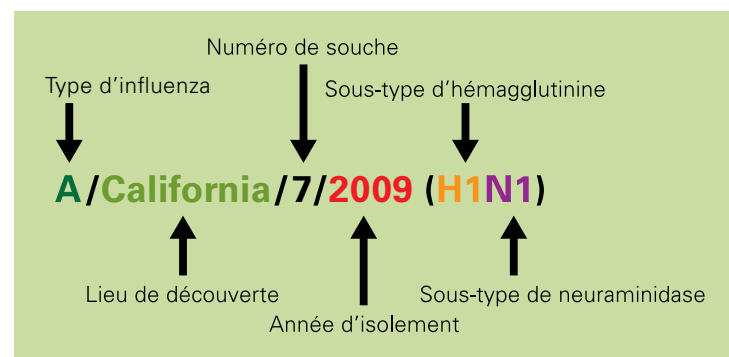 Numéro de souche
Type d'influenza
Sous-type d'hémagglutinine
A/California/7/2009 (H1N1)
Lieu de découverte
Sous-type de neuraminidase
Année d'isolement